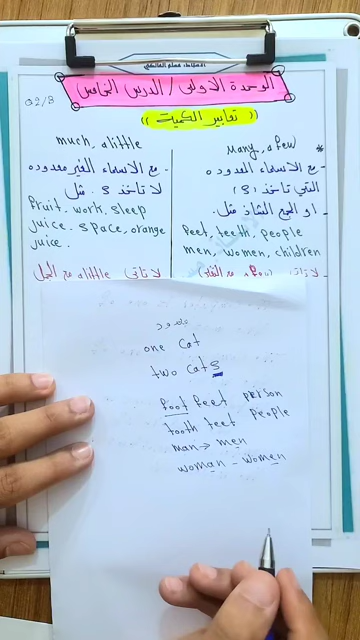 الوحدة الاولى / الدرس الخامس
تعابير الكمية
* Many, a few
- مع الاسماء المعدوده
التي تاخذ (s)
- او الجمع الشاذ مثل.
feet, teeth, people
men, women, children
much, a little
- مع الاسماء الغير معدوده
لا تاخذ s. مثل
fruit, work, sleep
juice, space, orange
juice.
معدود
one cat
two cats
foot feet person
tooth teet people
man → men
woman - women